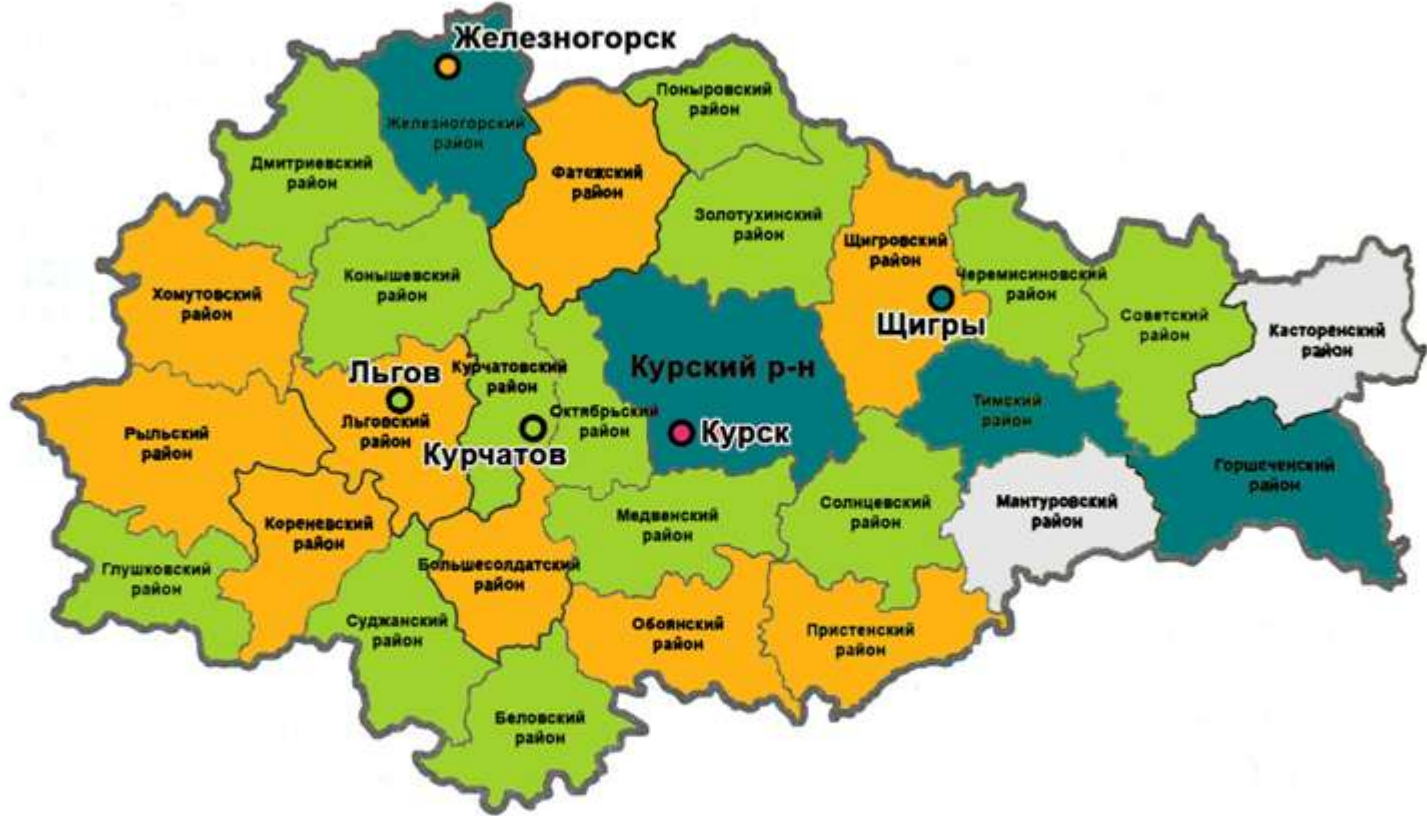 Железногорск
Поныровский
район
Железногорский
район
Дмитриевский
район
Фатежский
район
Золотухинский
район
Щигровский
район
Конышевский
район
Черемисиновский
район
Хомутовский
район
Щигры
Советский
район
Касторенский
район
Курчатовский
район
Курский р-н
Льгов
Тимский
район
Льговский
район
Октябрьский
район
Рыльский
район
Курск
Курчатов
Горшеченский
район
Мантуровский
район
Солнцевский
район
Медвенский
район
Кореневский
район
Глушковский
район
Большесолдатский
район
Суджанский
район
Обоянский
район
Пристенский
район
Беловский
район